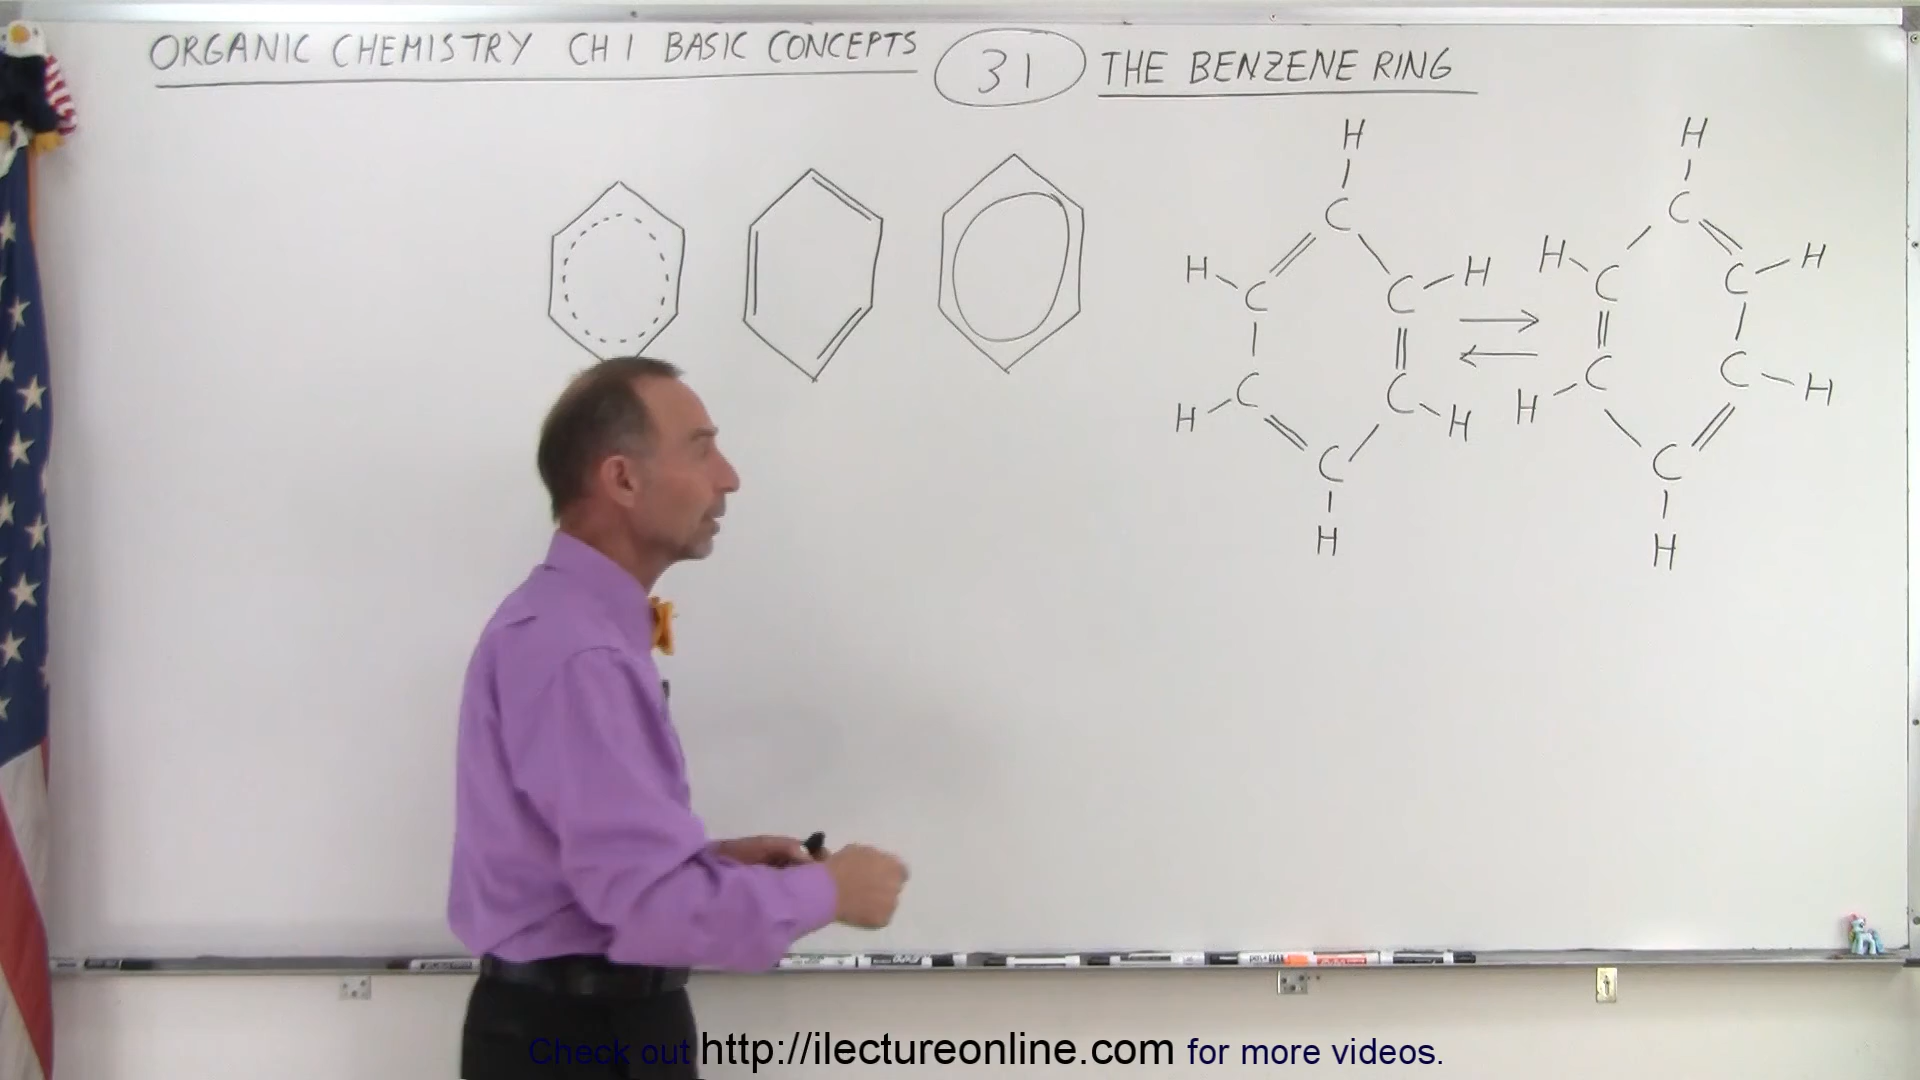 ORGANIC CHEMISTRY CH 1 BASIC CONCEPTS 31 THE BENZENE RING
H H
C C
H C C H H C C H
H C C H H C C H
C C
H H
Check out http://ilectureonline.com for more videos.